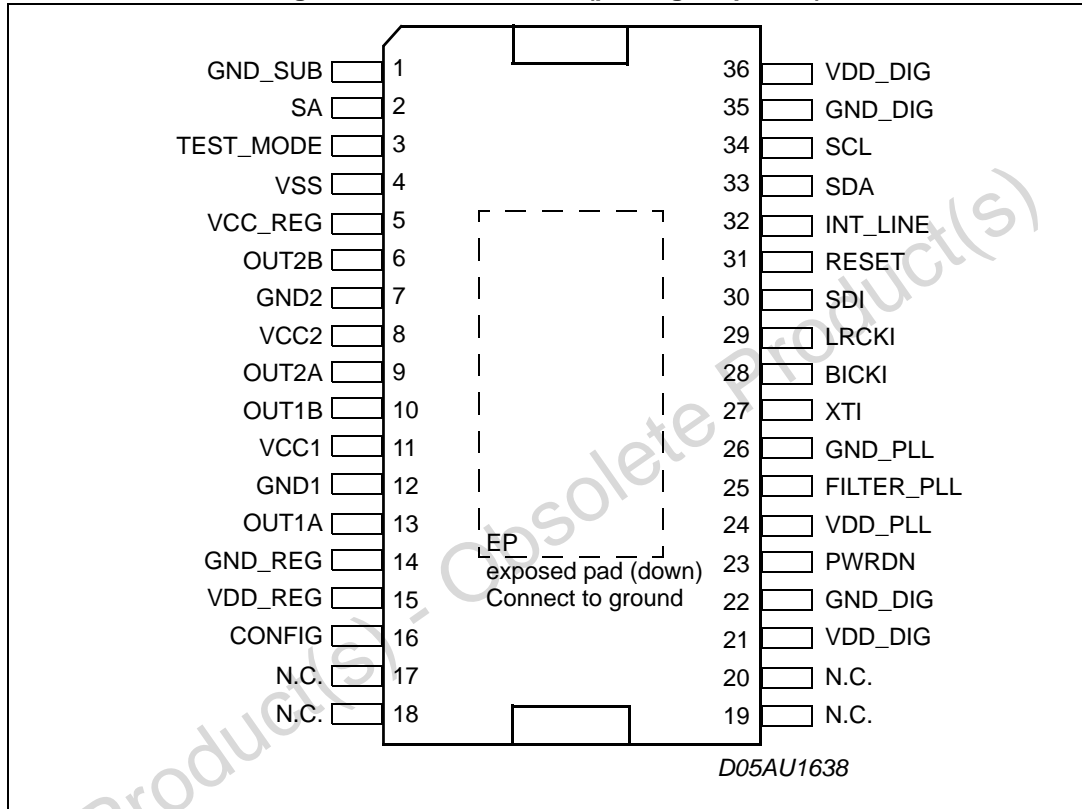 GND_SUB 1
SA 2
TEST_MODE 3
VSS 4
VCC_REG 5
OUT2B 6
GND2 7
VCC2 8
OUT2A 9
OUT1B 10
VCC1 11
GND1 12
OUT1A 13
GND_REG 14
VDD_REG 15
CONFIG 16
N.C. 17
N.C. 18
EP
exposed pad (down)
Connect to ground
36 VDD_DIG
35 GND_DIG
34 SCL
33 SDA
32 INT_LINE
31 RESET
30 SDI
29 LRCKI
28 BICKI
27 XTI
26 GND_PLL
25 FILTER_PLL
24 VDD_PLL
23 PWRDN
22 GND_DIG
21 VDD_DIG
20 N.C.
19 N.C.
D05AU1638
Product(s) - Obsolete Product(s)